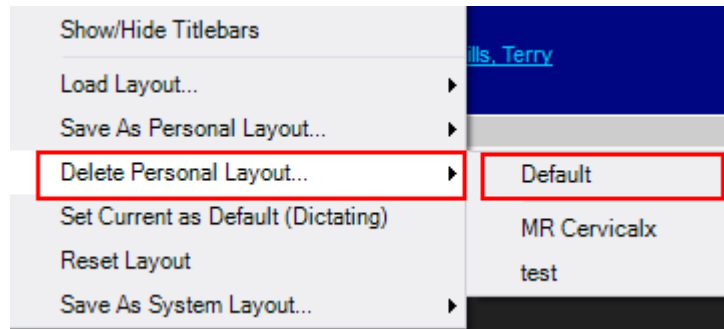 Show/Hide Titlebars
ills, Terry
Load Layout...
Save As Personal Layout...
Delete Personal Layout...
Default
Set Current as Default (Dictating)
MR Cervicalx
Reset Layout
test
Save As System Layout...